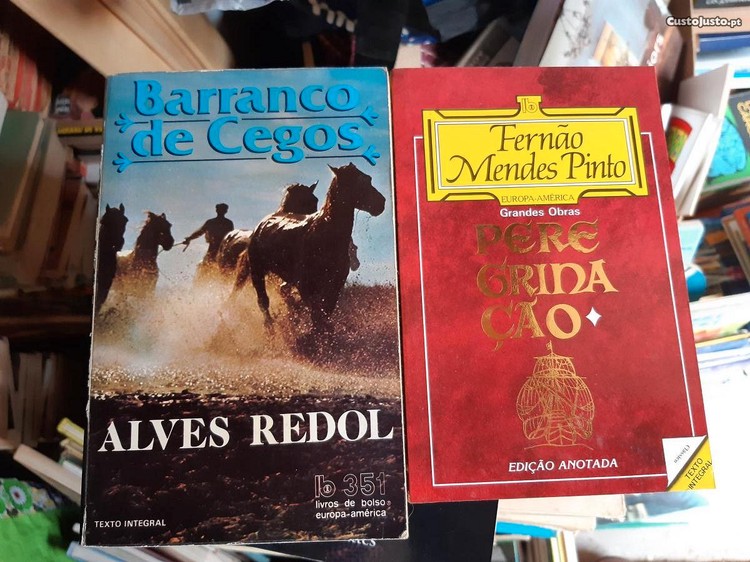 CustoJusto.pt
Barranco
de Cegos
ALVES REDOL
lb 351
livros de bolso
europa-américa
TEXTO INTEGRAL
lb
Fernão
Mendes Pinto
EUROPA-AMÉRICA
Grandes Obras
PERE
GRINA
ÇÃO
EDIÇÃO ANOTADA
TEXTO
INTEGRAL